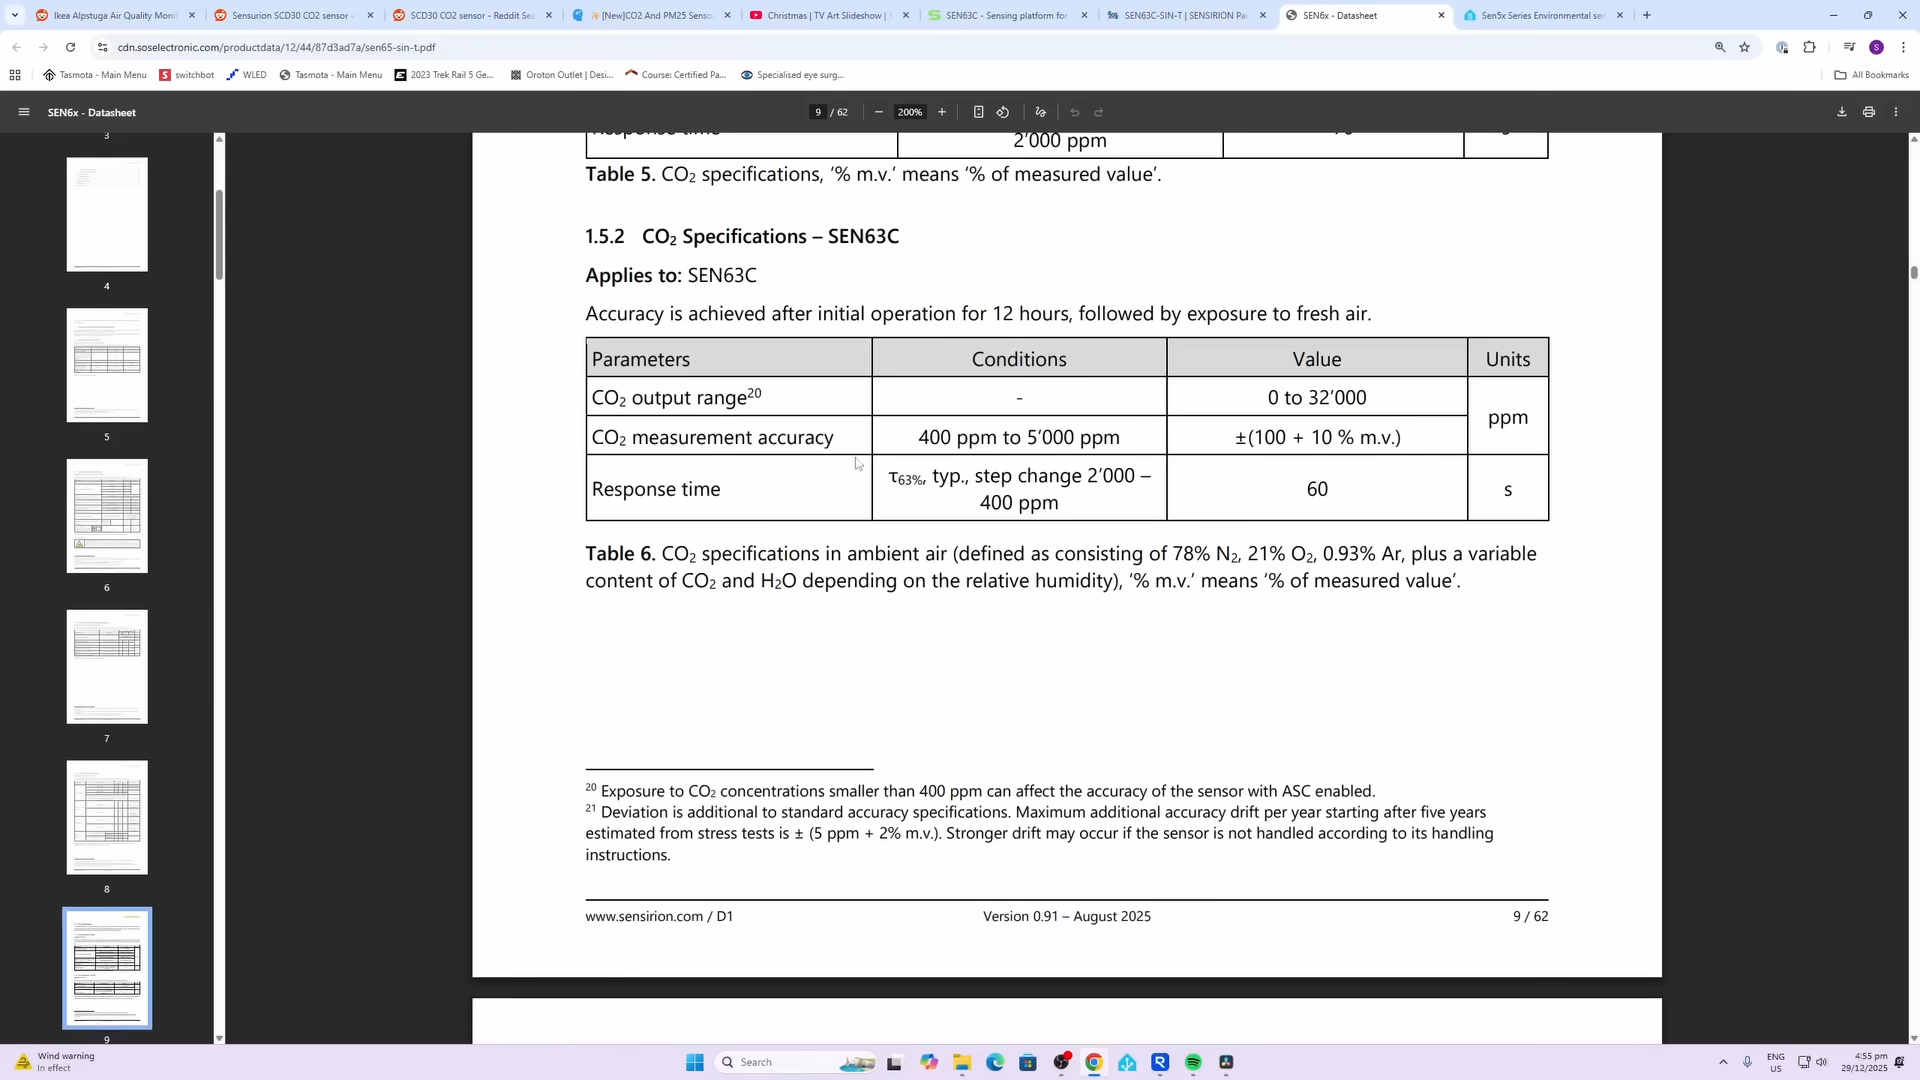 Ikea Alpstuga Air Quality Moni
Sensurion SCD30 CO2 sensor -
SCD30 CO2 sensor - Reddit Sea
[New]CO2 And PM25 Senso
Christmas | TV Art Slideshow | 1
SEN63C - Sensing platform for
SEN63C-SIN-T | SENSIRION Par
SEN6x - Datasheet
Sen5x Series Environmental sen
cdn.soselectronic.com/productdata/12/44/87d3ad7a/sen65-sin-t.pdf
S
Tasmota - Main Menu
switchbot
WLED
Tasmota - Main Menu
2023 Trek Rail 5 Ge...
Oroton Outlet | Desi...
Course: Certified Pa...
Specialised eye surg...
All Bookmarks
SEN6x - Datasheet
9 / 62
200%
3
4
5
6
7
8
9
Response time
2'000 ppm
Table 5. CO₂ specifications, '% m.v.' means '% of measured value'.
1.5.2 CO₂ Specifications – SEN63C
Applies to: SEN63C
Accuracy is achieved after initial operation for 12 hours, followed by exposure to fresh air.
Parameters Conditions Value Units
CO₂ output range²⁰ - 0 to 32'000 ppm
CO₂ measurement accuracy 400 ppm to 5'000 ppm ±(100 + 10 % m.v.)
Response time τ63%, typ., step change 2'000 – 400 ppm 60 s
Table 6. CO₂ specifications in ambient air (defined as consisting of 78% N₂, 21% O₂, 0.93% Ar, plus a variable
content of CO₂ and H₂O depending on the relative humidity), '% m.v.' means '% of measured value'.
²⁰ Exposure to CO₂ concentrations smaller than 400 ppm can affect the accuracy of the sensor with ASC enabled.
²¹ Deviation is additional to standard accuracy specifications. Maximum additional accuracy drift per year starting after five years
estimated from stress tests is ± (5 ppm + 2% m.v.). Stronger drift may occur if the sensor is not handled according to its handling
instructions.
www.sensirion.com / D1 Version 0.91 – August 2025 9 / 62
Wind warning
In effect
Search
ENG
US
4:55 pm
29/12/2025